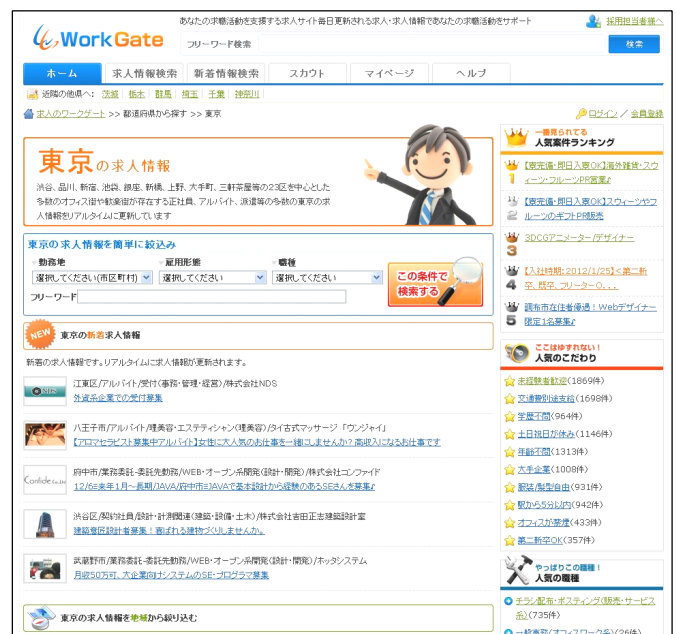 あなたの求職活動を支援する求人サイト毎日更新される求人・求人情報であなたの求職活動をサポート
採用担当者様へ
WorkGate
フリーワード検索
検索
ホーム
求人情報検索
新着情報検索
スカウト
マイページ
ヘルプ
近隣の他県へ: 茨城 | 栃木 | 群馬 | 埼玉 | 千葉 | 神奈川 |
求人のワークゲート >> 都道府県から探す >> 東京
ログイン / 会員登録
東京の求人情報
渋谷、品川、新宿、池袋、銀座、新橋、上野、大手町、三軒茶屋等の23区を中心とした
多数のオフィス街や歓楽街が存在する正社員、アルバイト、派遣等の多数の東京の求
人情報をリアルタイムに更新しています
東京の求人情報を簡単に絞込み
勤務地
雇用形態
職種
選択してください(市区町村)
選択してください
選択してください
フリーワード
この条件で
検索する
NEW
東京の新着求人情報
新着の求人情報です。リアルタイムに求人情報が更新されます。
NDS
江東区/アルバイト/受付(事務・管理・経営)/株式会社NDS
外資系企業での受付募集
八王子市/アルバイト/理美容・エステティシャン(理美容)/タイ古式マッサージ 「ワンジャイ」
【アロマセラピスト募集中アルバイト】女性に大人気のお仕事を一緒にしませんか? 高収入になるお仕事です
Confide
府中市/業務委託-委託先勤務/WEB・オープン系開発(設計・開発)/株式会社コンファイド
12/6≡来年1月～長期/JAVA/府中市≡)JAVAで基本設計から経験のあるSEさんを募集♪
渋谷区/契約社員/設計・計測関連(建築・設備・土木)/株式会社吉田正志建築設計室
建築意匠設計者募集！喜ばれる建物づくりしませんか。
武蔵野市/業務委託-委託先勤務/WEB・オープン系開発(設計・開発)/ホッタシステム
月収50万可、大企業向けシステムのSE・プログラマ募集
東京の求人情報を地域から絞り込む
一番見られてる
人気案件ランキング
1
【寮完備・即日入寮OK】海外雑貨・スウ
ィーツ・フルーツPR営業♪
2
【寮完備・即日入寮OK】スウィーツやフ
ルーツのギフトPR販売
3
3DCGアニメーター/デザイナー
4
【入社時期:2012/1/25】<第二新
卒、既卒、フリーターO．．．
5
調布市在住者優遇！Webデザイナー
限定1名募集♪
ここはゆずれない!
人気のこだわり
未経験者歓迎(1869件)
交通費別途支給(1698件)
学歴不問(964件)
土日祝日が休み(1146件)
年齢不問(1313件)
大手企業(1008件)
服装/髪型自由(931件)
駅から5分以内(942件)
オフィスが禁煙(433件)
第二新卒OK(357件)
やっぱりこの職種！
人気の職種
チラシ配布・ポスティング(販売・サービス
系)(735件)
一般事務(オフィスワーク系)(26件)